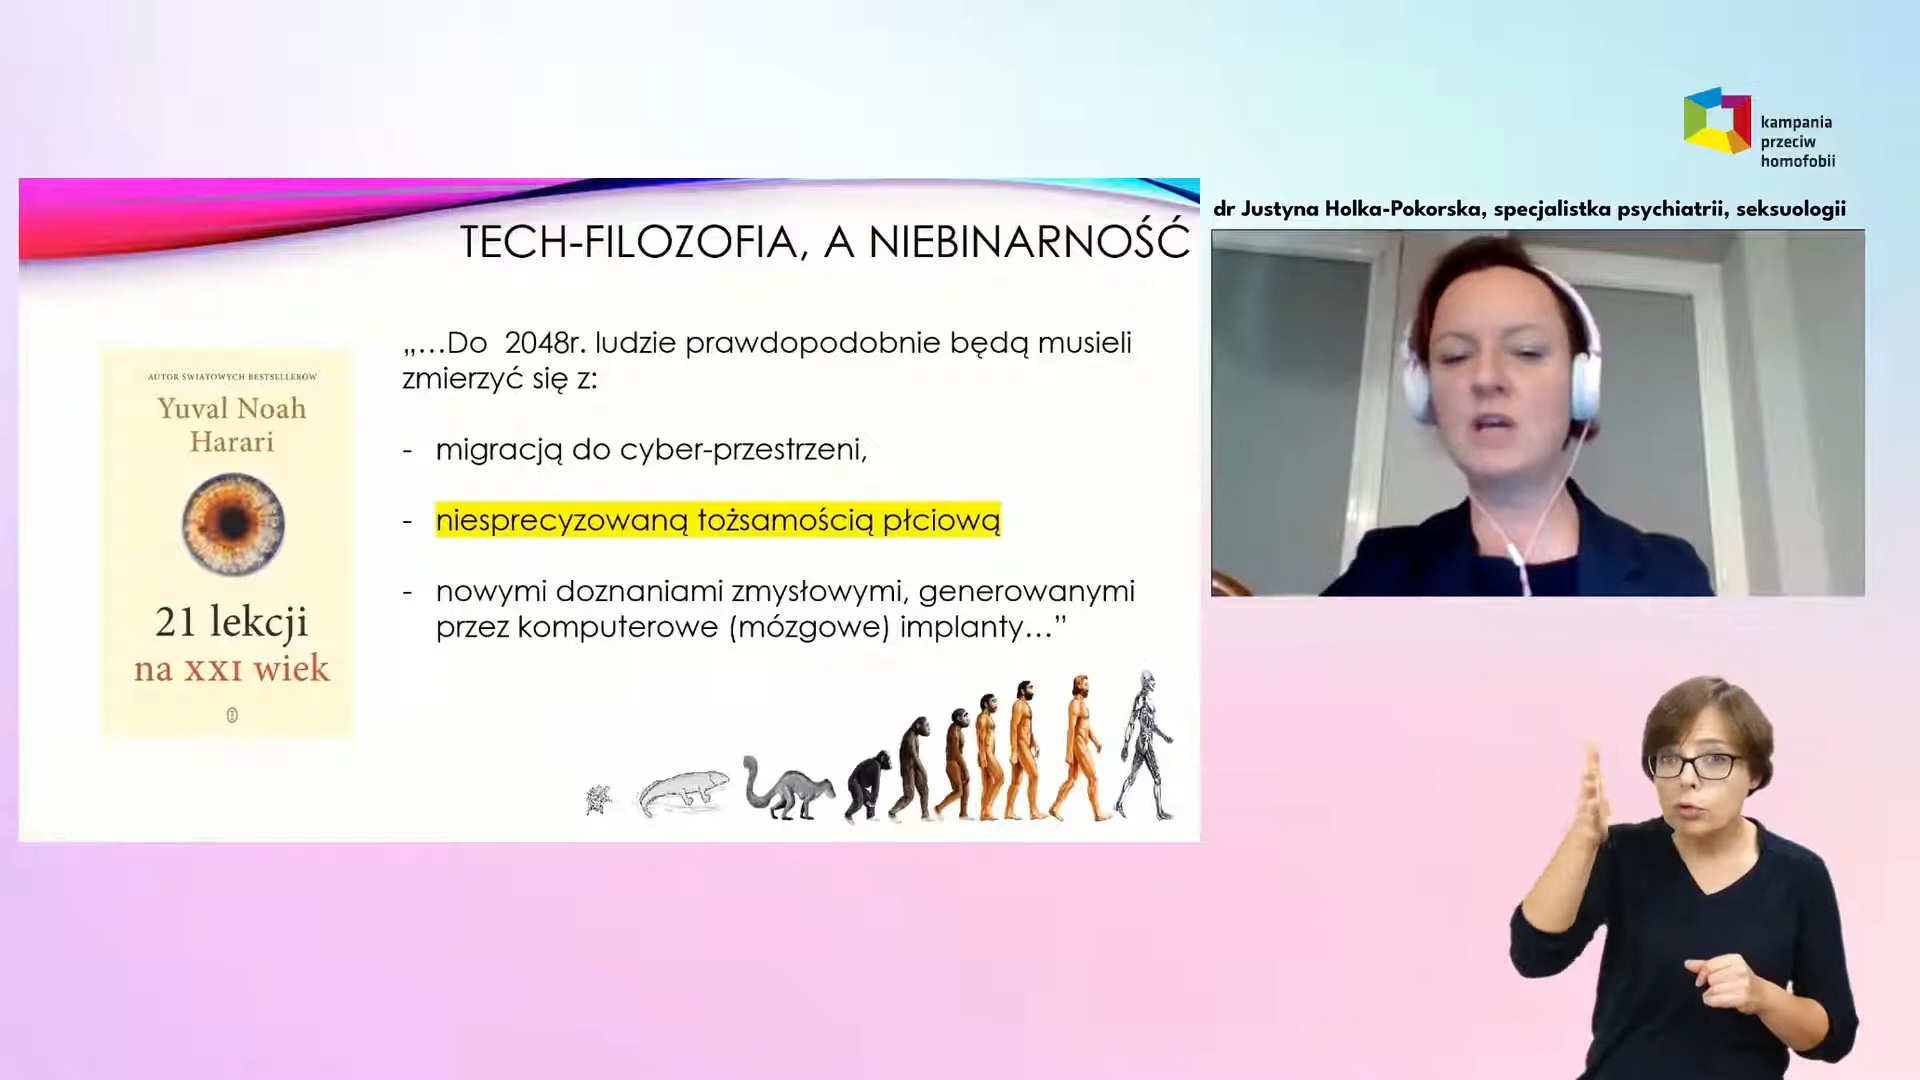 kampania
przeciw
homofobii
dr Justyna Holka-Pokorska, specjalistka psychiatrii, seksuologii
TECH-FILOZOFIA, A NIEBINARNOŚĆ
AUTOR ŚWIATOWYCH BESTSELLERÓW
Yuval Noah
Harari
21 lekcji
na XXI wiek
„...Do 2048r. ludzie prawdopodobnie będą musieli
zmierzyć się z:
- migracją do cyber-przestrzeni,
- niesprecyzowaną tożsamością płciową
- nowymi doznaniami zmysłowymi, generowanymi
przez komputerowe (mózgowe) implanty...”